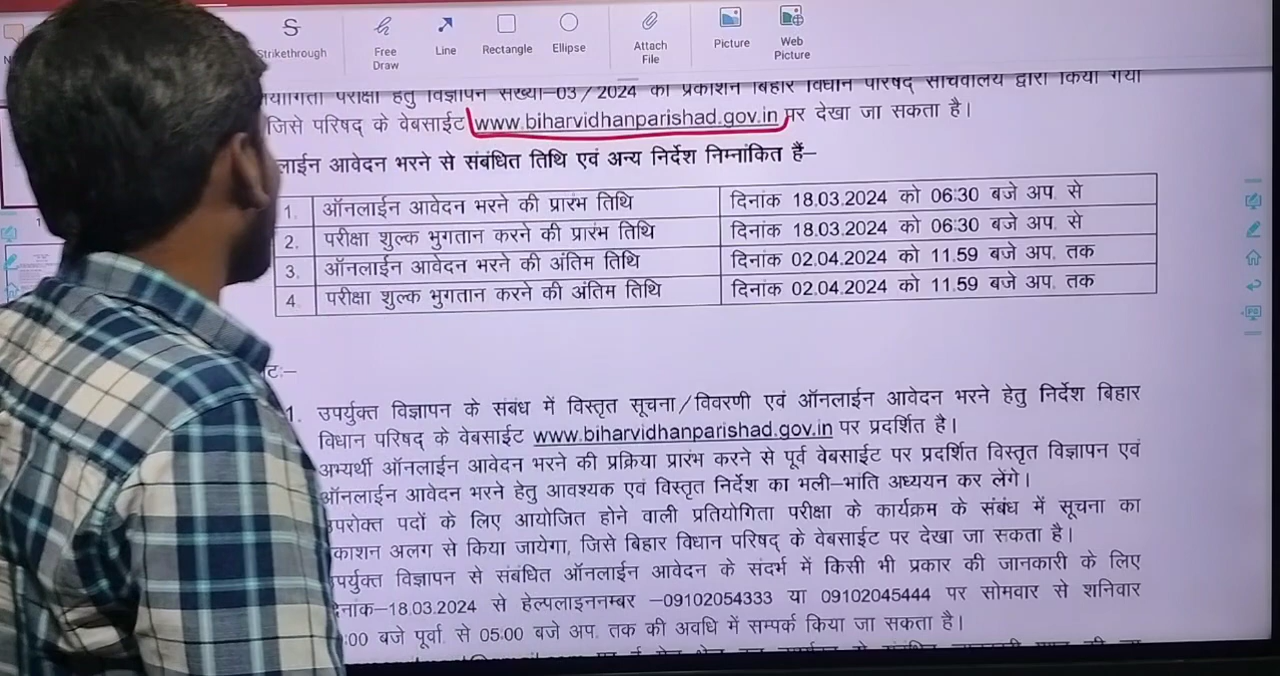 Strikethrough
Free Draw
Line
Rectangle
Ellipse
Attach File
Picture
Web Picture
परीक्षा हेतु विज्ञापन संख्या–03/2024 का प्रकाशन बिहार विधान परिषद् सचिवालय द्वारा किया गया
जिसे परिषद् के वेबसाईट www.biharvidhanparishad.gov.in पर देखा जा सकता है।
आवेदन भरने से संबंधित तिथि एवं अन्य निर्देश निम्नांकित हैं–
1. ऑनलाईन आवेदन भरने की प्रारंभ तिथि दिनांक 18.03.2024 को 06:30 बजे अप. से
2. परीक्षा शुल्क भुगतान करने की प्रारंभ तिथि दिनांक 18.03.2024 को 06:30 बजे अप. से
3. ऑनलाईन आवेदन भरने की अंतिम तिथि दिनांक 02.04.2024 को 11.59 बजे अप. तक
4. परीक्षा शुल्क भुगतान करने की अंतिम तिथि दिनांक 02.04.2024 को 11.59 बजे अप. तक
1. उपर्युक्त विज्ञापन के संबंध में विस्तृत सूचना/विवरणी एवं ऑनलाईन आवेदन भरने हेतु निर्देश बिहार
विधान परिषद् के वेबसाईट www.biharvidhanparishad.gov.in पर प्रदर्शित है।
अभ्यर्थी ऑनलाईन आवेदन भरने की प्रक्रिया प्रारंभ करने से पूर्व वेबसाईट पर प्रदर्शित विस्तृत विज्ञापन एवं
ऑनलाईन आवेदन भरने हेतु आवश्यक एवं विस्तृत निर्देश का भली–भांति अध्ययन कर लेंगे।
उपरोक्त पदों के लिए आयोजित होने वाली प्रतियोगिता परीक्षा के कार्यक्रम के संबंध में सूचना का
अलग से किया जायेगा, जिसे बिहार विधान परिषद् के वेबसाईट पर देखा जा सकता है।
विज्ञापन से संबंधित ऑनलाईन आवेदन के संदर्भ में किसी भी प्रकार की जानकारी के लिए
18.03.2024 से हेल्पलाइननम्बर –09102054333 या 09102045444 पर सोमवार से शनिवार
:00 बजे पूर्वा. से 05:00 बजे अप. तक की अवधि में सम्पर्क किया जा सकता है।